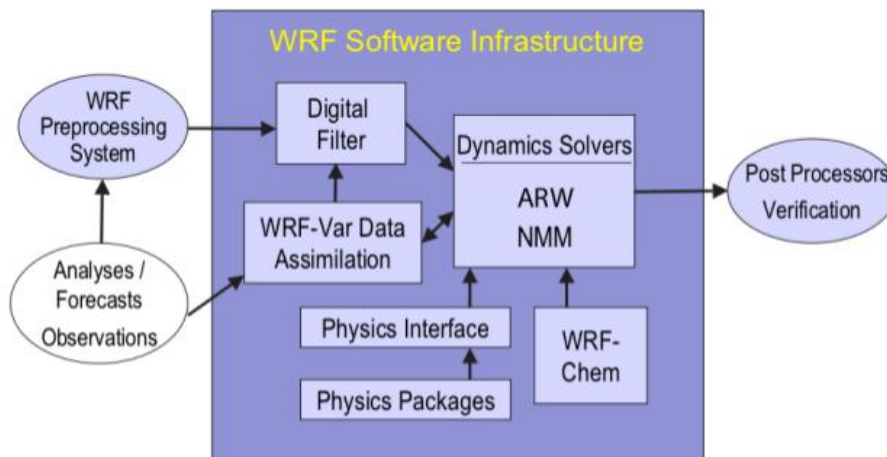 WRF Software Infrastructure
WRF
Preprocessing
System
Digital
Filter
Dynamics Solvers
ARW
NMM
Post Processors
Verification
WRF-Var Data
Assimilation
Analyses /
Forecasts
Observations
Physics Interface
WRF-
Chem
Physics Packages